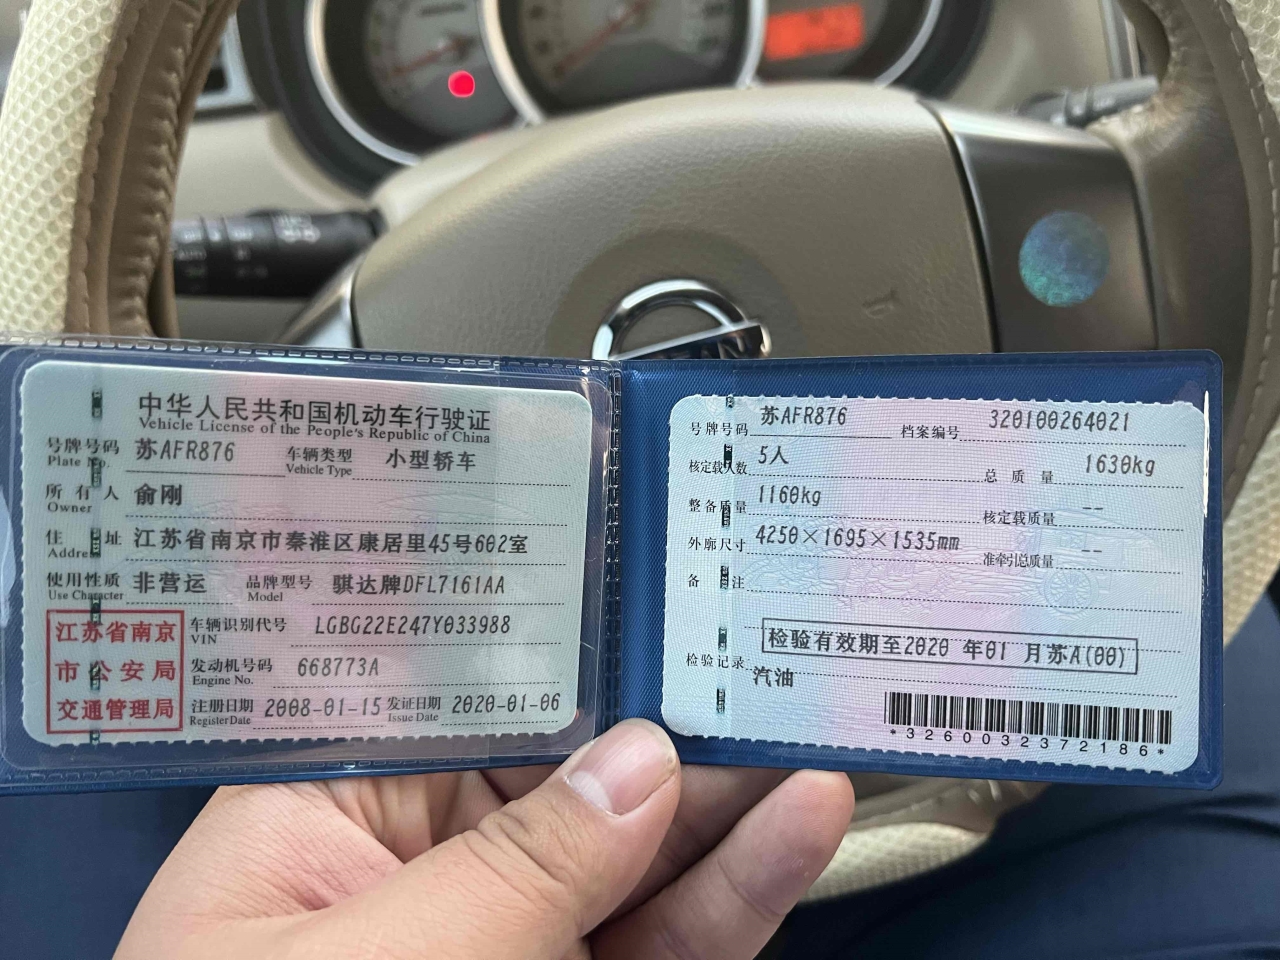 中华人民共和国机动车行驶证
Vehicle License of the People's Republic of China
号牌号码 苏AFR876 车辆类型 小型轿车
Plate No. Vehicle Type
所有人 俞刚
Owner
住址 江苏省南京市秦淮区康居里45号602室
Address
使用性质 非营运 品牌型号 骐达牌DFL7161AA
Use Character Model
江苏省南京
市公安局
交通管理局
车辆识别代号 LGBG22E247Y033988
VIN
发动机号码 668773A
Engine No.
注册日期 2008-01-15 发证日期 2020-01-06
Register Date Issue Date
号牌号码 苏AFR876 档案编号 320100264021
核定载人数 5人 总质量 1630kg
整备质量 1160kg 核定载质量 --
外廓尺寸 4250×1695×1535mm 准牵引总质量 --
备注
检验有效期至2020 年01 月苏A(00)
检验记录
汽油
*3260032372186*